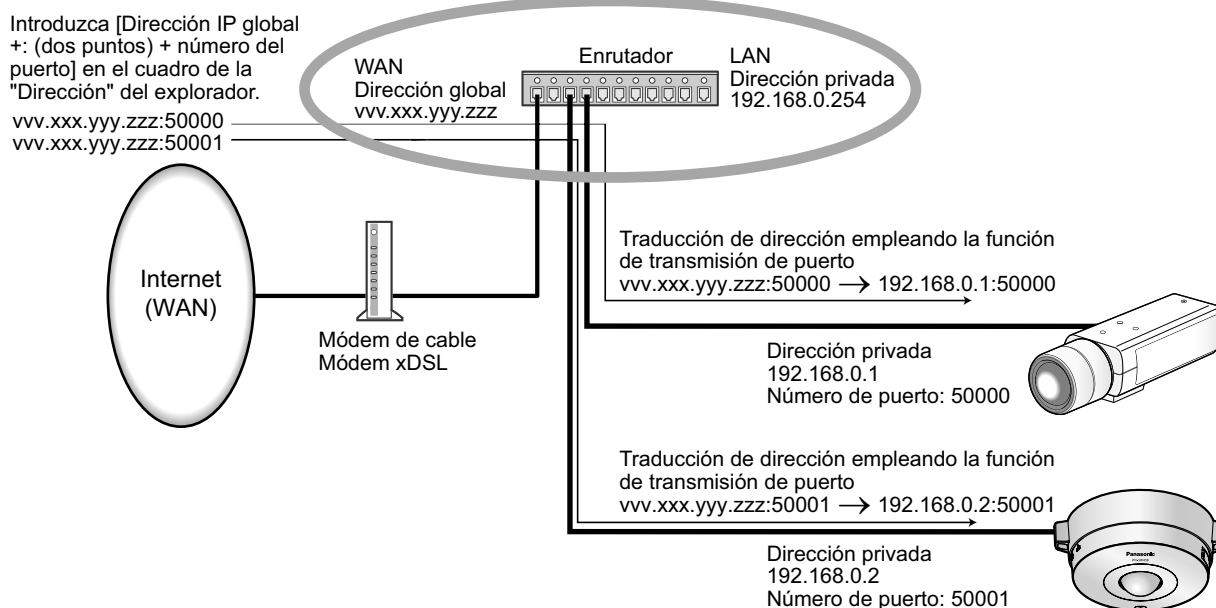 Introduzca [Dirección IP global
+: (dos puntos) + número del
puerto] en el cuadro de la
"Dirección" del explorador.
vvv.xxx.yyy.zzz:50000
vvv.xxx.yyy.zzz:50001
WAN
Dirección global
vvv.xxx.yyy.zzz
Enrutador
LAN
Dirección privada
192.168.0.254
Internet
(WAN)
Módem de cable
Módem xDSL
Traducción de dirección empleando la función
de transmisión de puerto
vvv.xxx.yyy.zzz:50000 → 192.168.0.1:50000
Dirección privada
192.168.0.1
Número de puerto: 50000
Traducción de dirección empleando la función
de transmisión de puerto
vvv.xxx.yyy.zzz:50001 → 192.168.0.2:50001
Panasonic
Dirección privada
192.168.0.2
Número de puerto: 50001